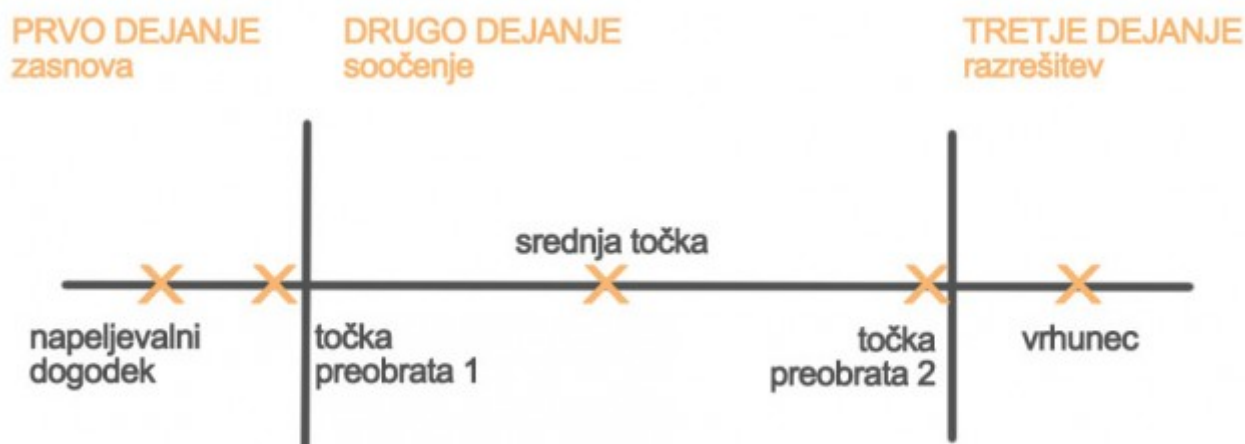 PRVO DEJANJE
zasnova
DRUGO DEJANJE
soočenje
TRETJE DEJANJE
razrešitev
srednja točka
napeljevalni
dogodek
točka
preobrata 1
točka
preobrata 2
vrhunec